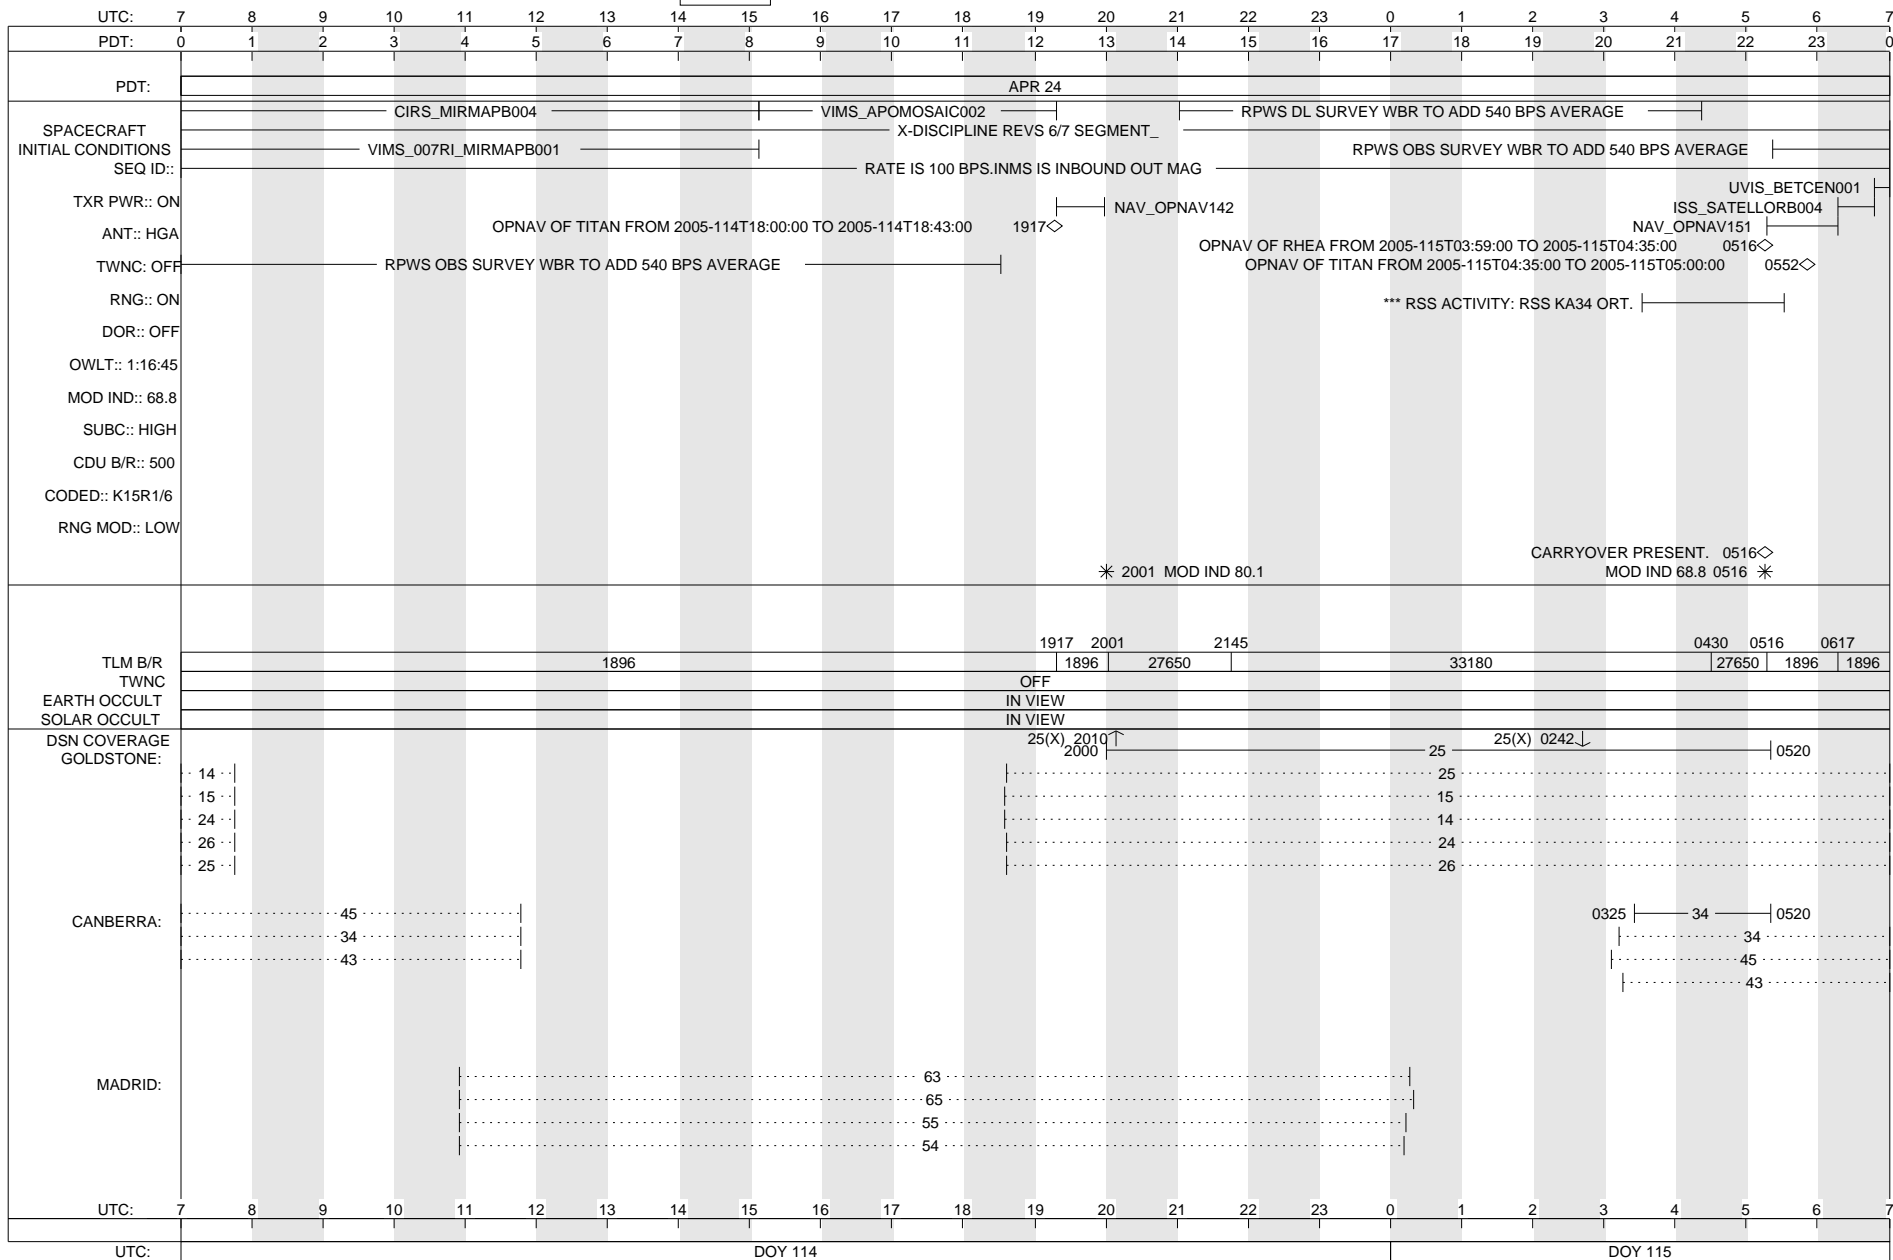 UTC: 7 8 9 10 11 12 13 14 15 16 17 18 19 20 21 22 23 0 1 2 3 4 5 6 7
PDT: 0 1 2 3 4 5 6 7 8 9 10 11 12 13 14 15 16 17 18 19 20 21 22 23 0
PDT: APR 24
CIRS_MIRMAPB004 VIMS_APOMOSAIC002 RPWS DL SURVEY WBR TO ADD 540 BPS AVERAGE
SPACECRAFT X-DISCIPLINE REVS 6/7 SEGMENT_
INITIAL CONDITIONS VIMS_007RI_MIRMAPB001 RPWS OBS SURVEY WBR TO ADD 540 BPS AVERAGE
SEQ ID:: RATE IS 100 BPS.INMS IS INBOUND OUT MAG
UVIS_BETCEN001
TXR PWR:: ON NAV_OPNAV142 ISS_SATELLORB004
OPNAV OF TITAN FROM 2005-114T18:00:00 TO 2005-114T18:43:00 1917 NAV_OPNAV151
ANT:: HGA
OPNAV OF RHEA FROM 2005-115T03:59:00 TO 2005-115T04:35:00 0516
TWNC: OFF RPWS OBS SURVEY WBR TO ADD 540 BPS AVERAGE OPNAV OF TITAN FROM 2005-115T04:35:00 TO 2005-115T05:00:00 0552
RNG:: ON *** RSS ACTIVITY: RSS KA34 ORT.
DOR:: OFF
OWLT:: 1:16:45
MOD IND:: 68.8
SUBC:: HIGH
CDU B/R:: 500
CODED:: K15R1/6
RNG MOD:: LOW
CARRYOVER PRESENT. 0516
2001 MOD IND 80.1 MOD IND 68.8 0516
1917 2001 2145 0430 0516 0617
TLM B/R 1896 1896 27650 33180 27650 1896 1896
TWNC OFF
EARTH OCCULT IN VIEW
SOLAR OCCULT IN VIEW
DSN COVERAGE 25(X) 2010 25(X) 0242
GOLDSTONE: 2000 25 0520
14 25
15 15
24 14
26 24
25 26
CANBERRA: 45 0325 34 0520
34 34
43 45
43
MADRID: 63
65
55
54
UTC: 7 8 9 10 11 12 13 14 15 16 17 18 19 20 21 22 23 0 1 2 3 4 5 6 7
UTC: DOY 114 DOY 115